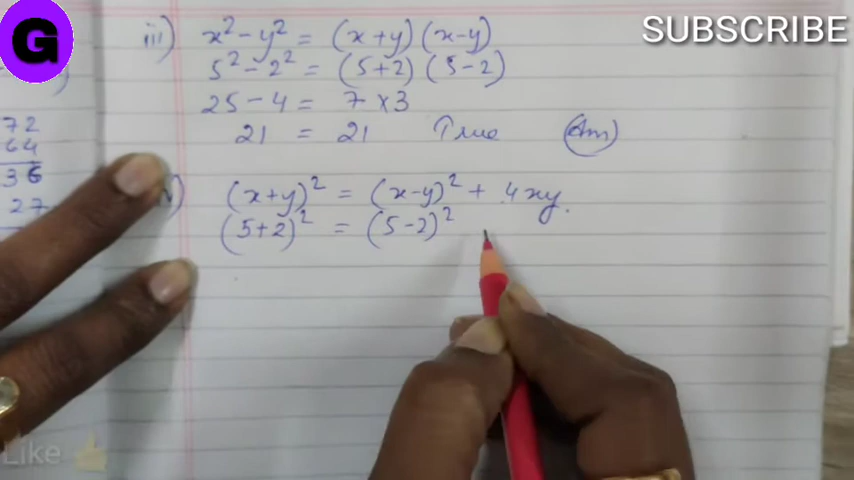 G
SUBSCRIBE
iii) x² - y² = (x+y) (x-y)
5² - 2² = (5+2) (5-2)
25 - 4 = 7 × 3
21 = 21 True Ans
72
64
36
27
) (x+y)² = (x-y)² + 4xy.
(5+2)² = (5-2)²
Like